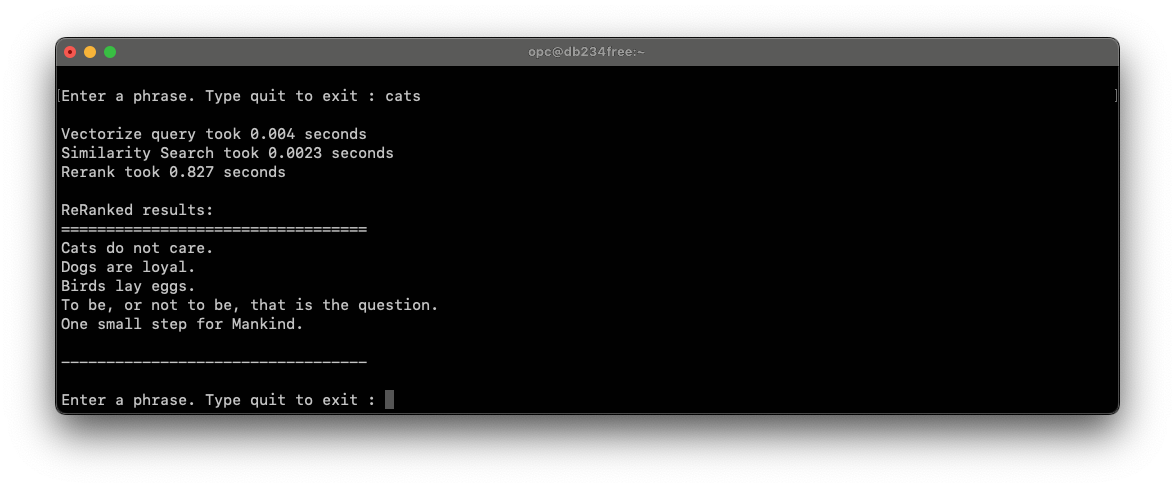 opc@db234free:~
[Enter a phrase. Type quit to exit : cats ]
Vectorize query took 0.004 seconds
Similarity Search took 0.0023 seconds
Rerank took 0.827 seconds
ReRanked results:
==================================
Cats do not care.
Dogs are loyal.
Birds lay eggs.
To be, or not to be, that is the question.
One small step for Mankind.
----------------------------------
Enter a phrase. Type quit to exit :